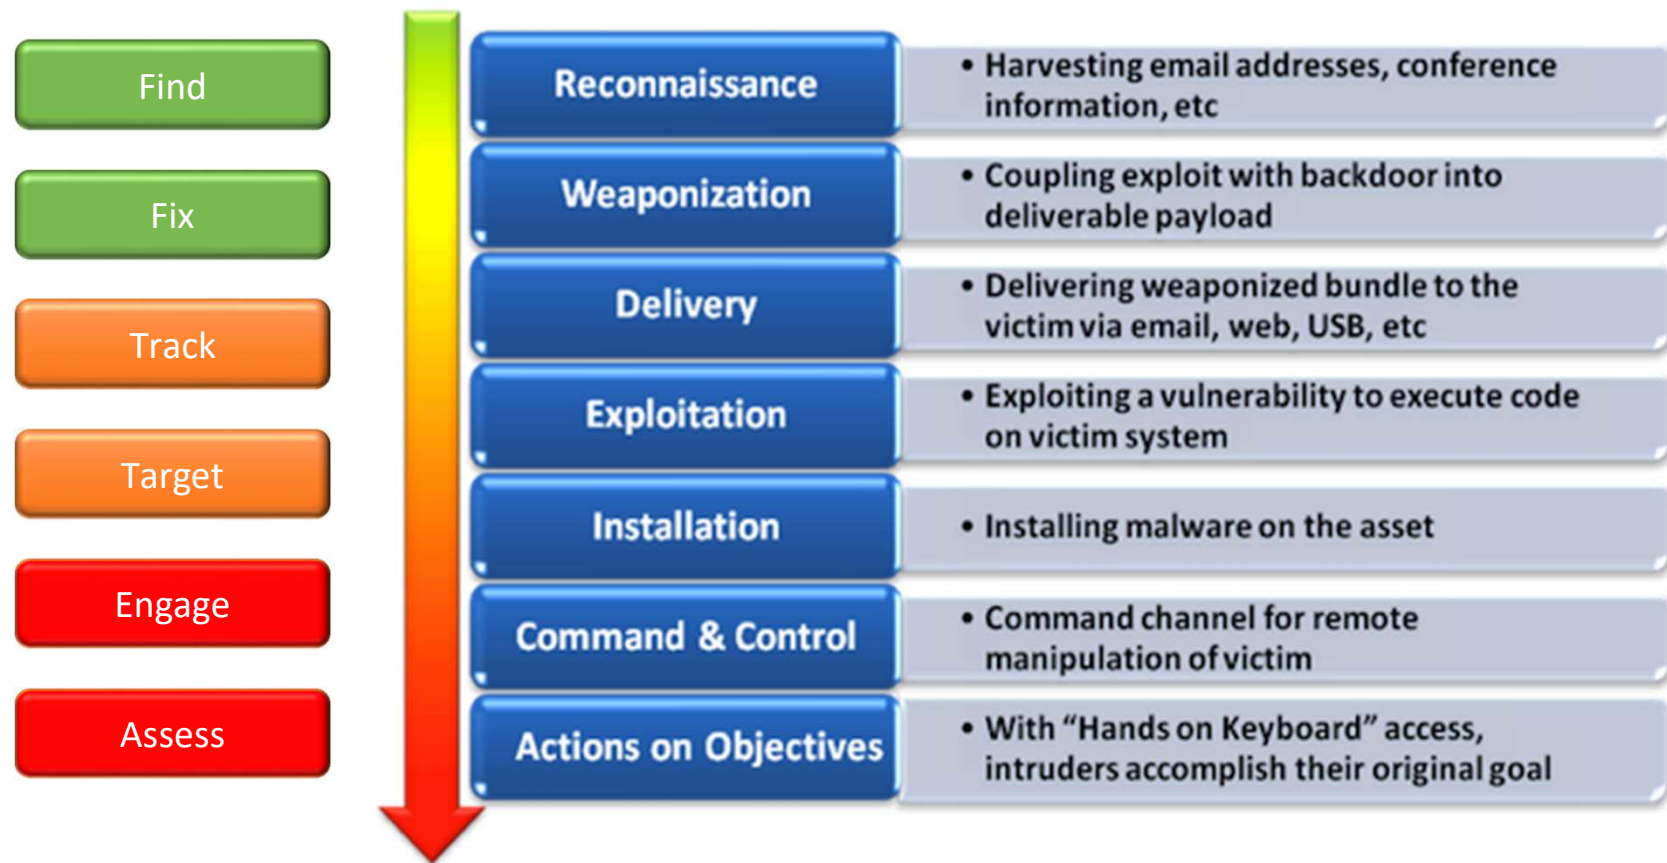 Find
Fix
Track
Target
Engage
Assess
Reconnaissance
• Harvesting email addresses, conference
information, etc
Weaponization
• Coupling exploit with backdoor into
deliverable payload
Delivery
• Delivering weaponized bundle to the
victim via email, web, USB, etc
Exploitation
• Exploiting a vulnerability to execute code
on victim system
Installation
• Installing malware on the asset
Command & Control
• Command channel for remote
manipulation of victim
Actions on Objectives
• With “Hands on Keyboard” access,
intruders accomplish their original goal